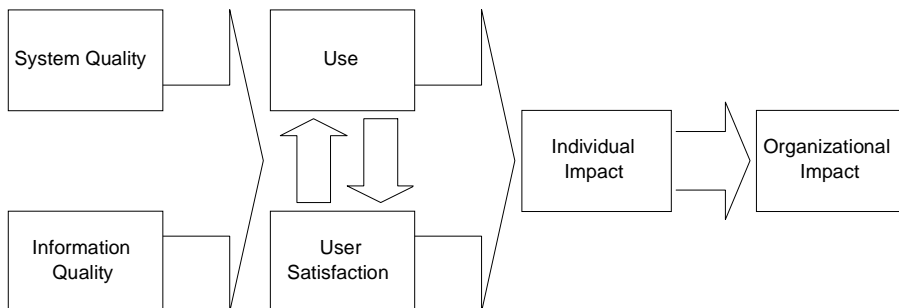 System Quality
Use
Individual
Impact
Organizational
Impact
Information
Quality
User
Satisfaction